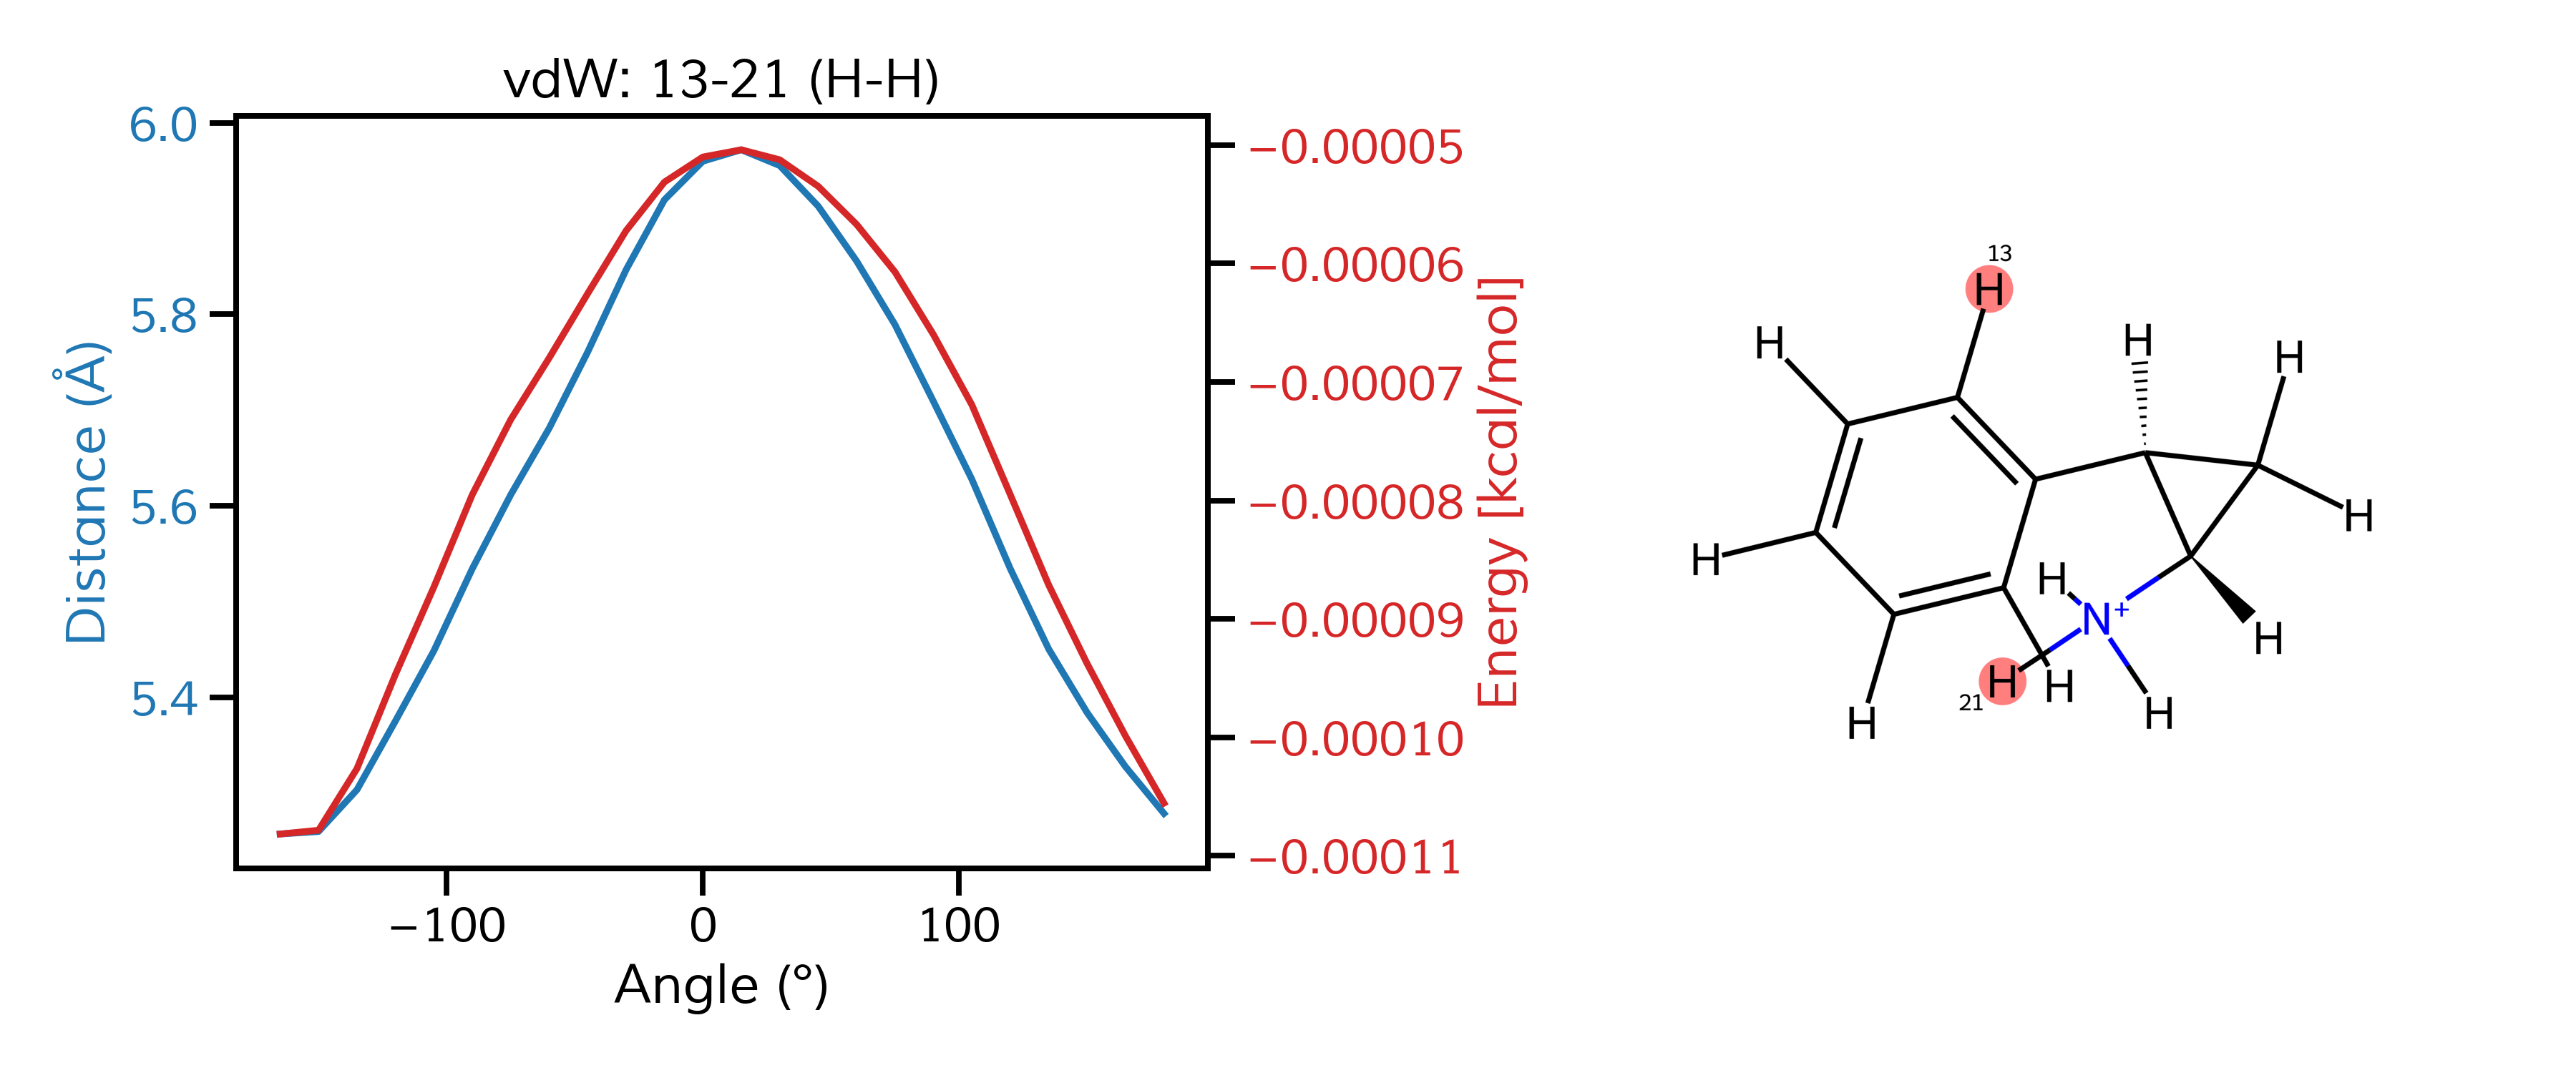 vdW: 13-21 (H-H)
6.0
5.8
5.6
5.4
Distance (Å)
−0.00005
−0.00006
−0.00007
−0.00008
−0.00009
−0.00010
−0.00011
Energy [kcal/mol]
−100 0 100
Angle (°)
13
H
H
H
H
H
H
H
N+
H
H
21
H
H
H